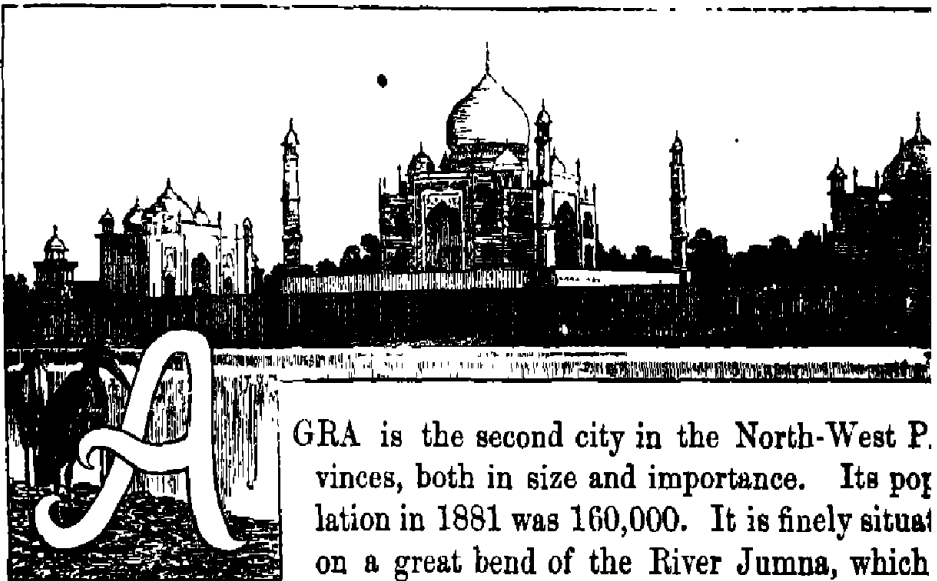 AGRA is the second city in the North-West
vinces, both in size and importance. Its
lation in 1881 was 160,000. It is finely
on a great bend of the River Jumna, which